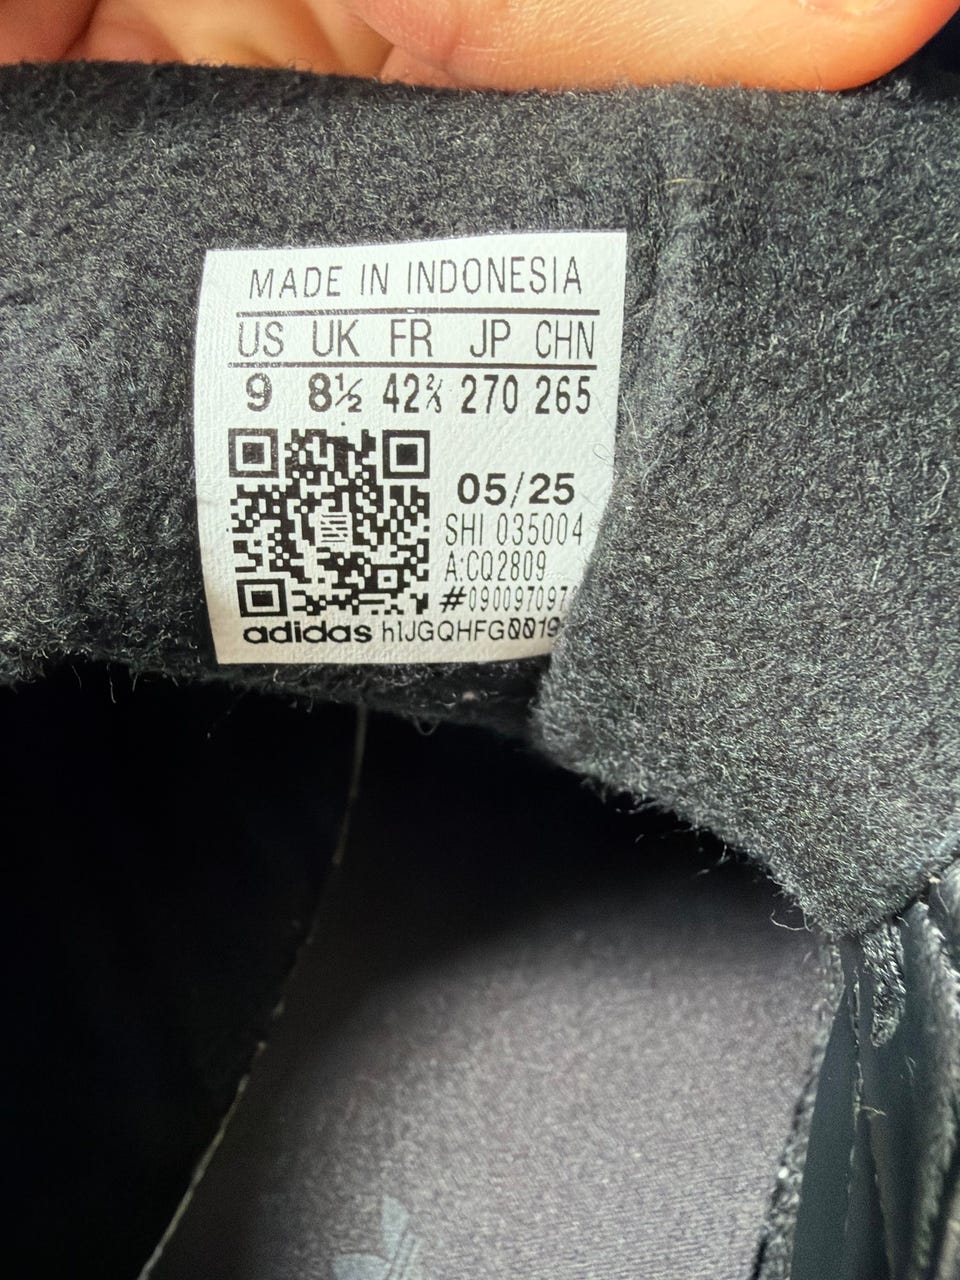 MADE IN INDONESIA
US UK FR JP CHN
9 8½ 42⅔ 270 265
05/25
SHI 035004
A:CQ2809
adidas